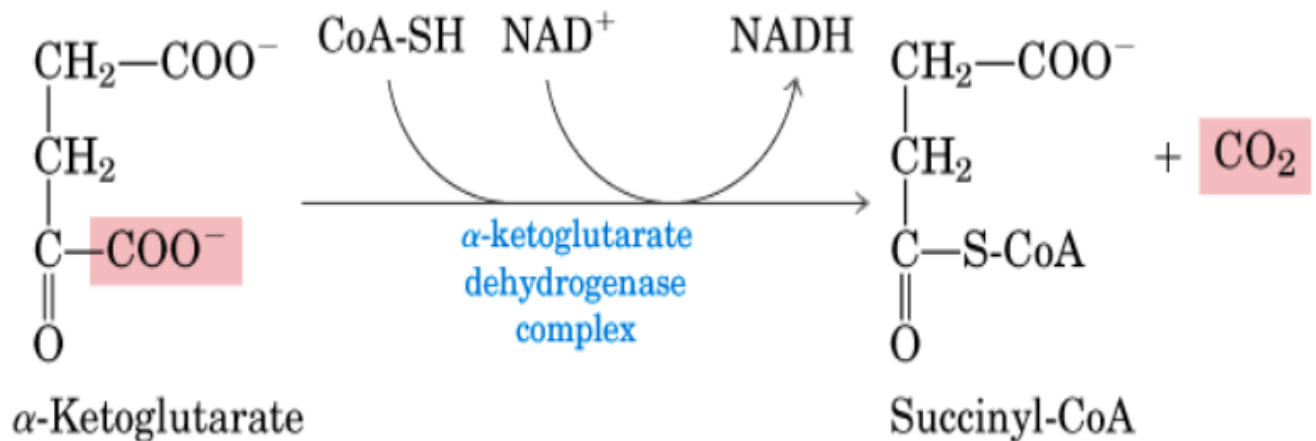 CoA-SH NAD⁺ NADH
CH₂—COO⁻
CH₂
C—COO⁻
O
α-Ketoglutarate
α-ketoglutarate
dehydrogenase
complex
CH₂—COO⁻
CH₂
C—S-CoA
O
Succinyl-CoA
+ CO₂